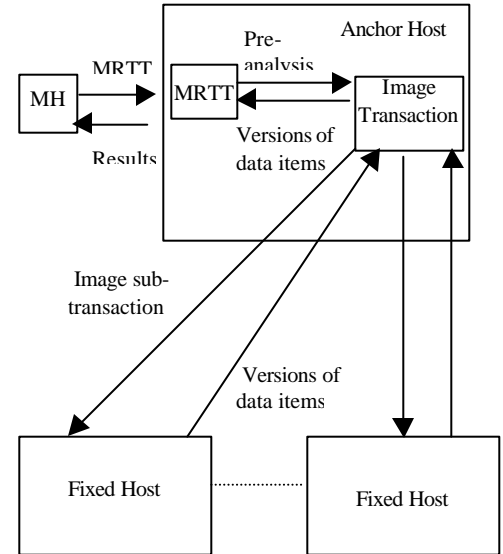 Anchor Host
Pre-
analysis
MRTT
MH
MRTT
Image
Transaction
Results
Versions of
data items
Image sub-
transaction
Versions of
data items
Fixed Host
Fixed Host